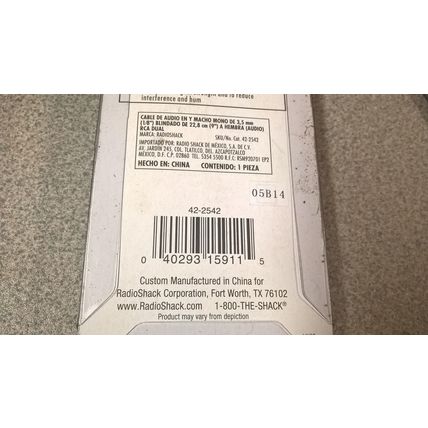 to reduce
interference and hum
CABLE DE AUDIO EN Y MACHO MONO DE 3,5 mm
(1/8") BLINDADO DE 22,8 cm (9") A HEMBRA (AUDIO)
RCA DUAL
MARCA: RADIOSHACK SKU/No. Cat. 42-2542
IMPORTADO POR: RADIO SHACK DE MÉXICO, S.A. DE C.V.
AV. JARDÍN 245, COL. TLATILCO, DEL. AZCAPOTZALCO
MÉXICO, D.F. C.P. 02860 TEL. 5354 5500 R.F.C: RSM920701 EP2
HECHO EN: CHINA CONTENIDO: 1 PIEZA
05B14
42-2542
0 40293 15911 5
Custom Manufactured in China for
RadioShack Corporation, Fort Worth, TX 76102
www.RadioShack.com 1-800-THE-SHACK®
Product may vary from depiction